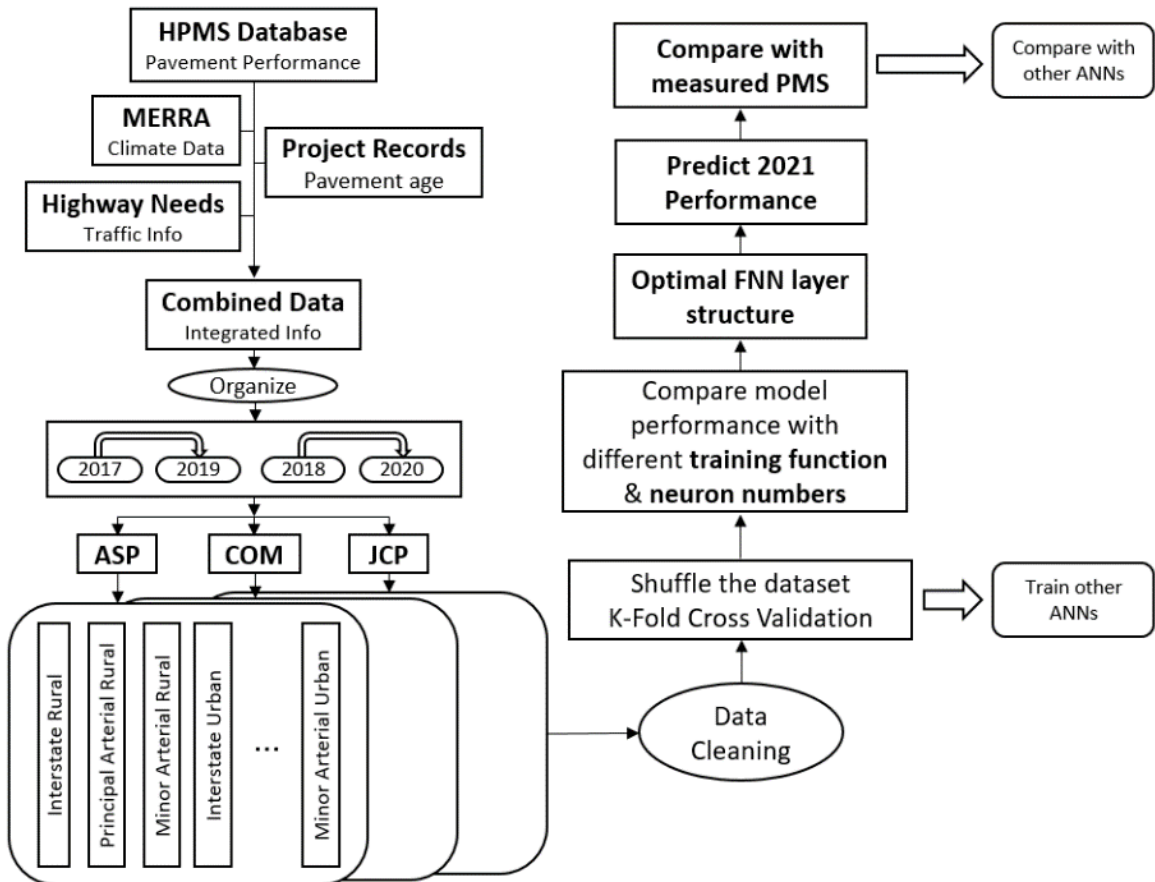 HPMS Database
Pavement Performance
MERRA
Climate Data
Project Records
Pavement age
Highway Needs
Traffic Info
Combined Data
Integrated Info
Organize
2017
2019
2018
2020
ASP
COM
JCP
Interstate Rural
Principal Arterial Rural
Minor Arterial Rural
Interstate Urban
...
Minor Arterial Urban
Data
Cleaning
Shuffle the dataset
K-Fold Cross Validation
Train other
ANNs
Compare model
performance with
different training function
& neuron numbers
Optimal FNN layer
structure
Predict 2021
Performance
Compare with
measured PMS
Compare with
other ANNs